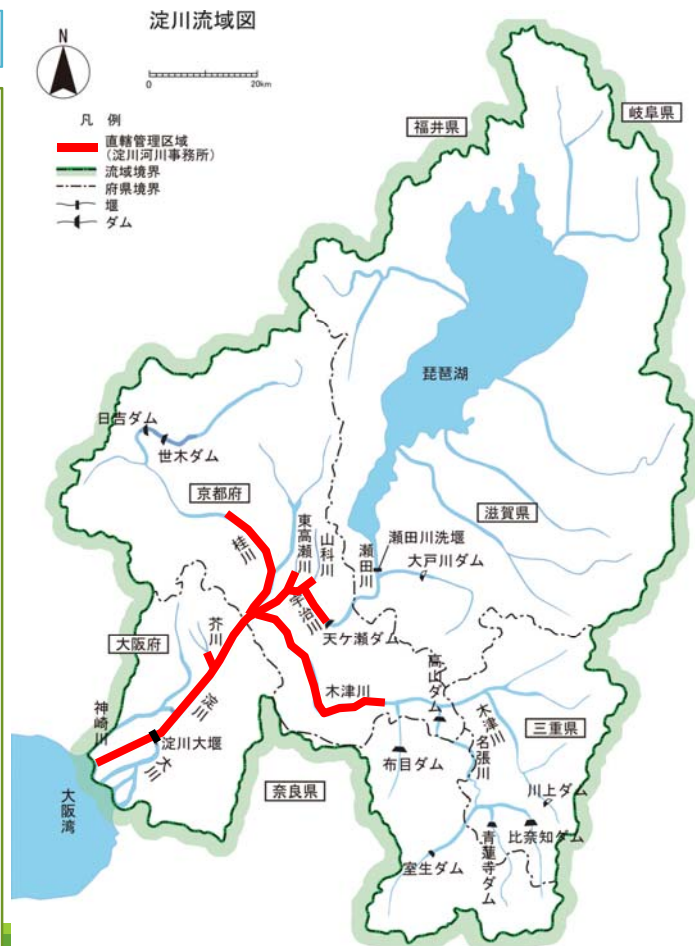 淀川流域図
N
0 20km
凡 例
直轄管理区域
(淀川河川事務所)
流域境界
府県境界
堰
ダム
福井県
岐阜県
琵琶湖
日吉ダム
世木ダム
京都府
滋賀県
桂川
東高瀬川
山科川
宇治川
瀬田川
瀬田川洗堰
大戸川ダム
天ケ瀬ダム
大阪府
芥川
淀川
木津川
高山ダム
木津川
名張川
三重県
神崎川
淀川大堰
大川
布目ダム
川上ダム
大阪湾
奈良県
室生ダム
青蓮寺ダム
比奈知ダム